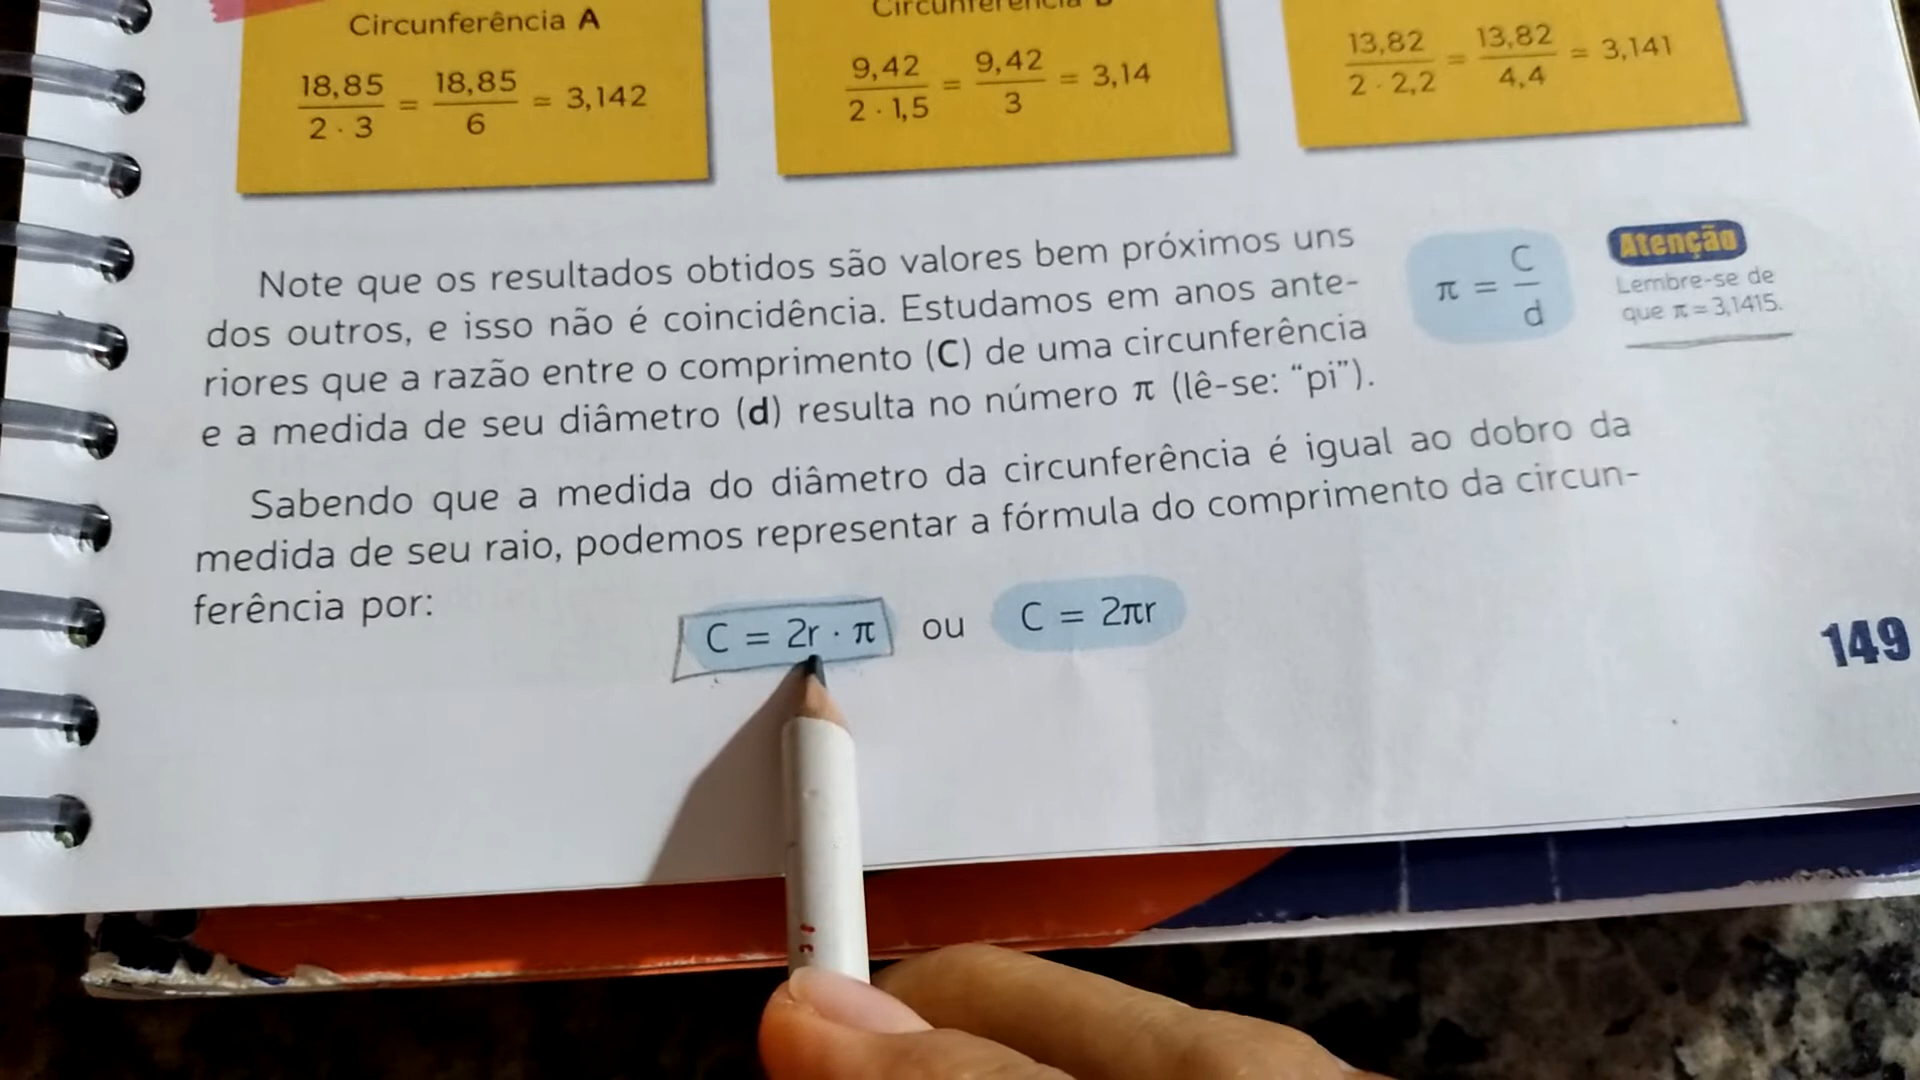 Circunferência A
18,85 / 2 · 3 = 18,85 / 6 = 3,142
Circunferência B
9,42 / 2 · 1,5 = 9,42 / 3 = 3,14
13,82 / 2 · 2,2 = 13,82 / 4,4 = 3,141
Note que os resultados obtidos são valores bem próximos uns
dos outros, e isso não é coincidência. Estudamos em anos ante-
riores que a razão entre o comprimento (C) de uma circunferência
e a medida de seu diâmetro (d) resulta no número π (lê-se: “pi”).
π = C / d
Atenção
Lembre-se de
que π = 3,1415.
Sabendo que a medida do diâmetro da circunferência é igual ao dobro da
medida de seu raio, podemos representar a fórmula do comprimento da circun-
ferência por:
C = 2r · π ou C = 2πr
149